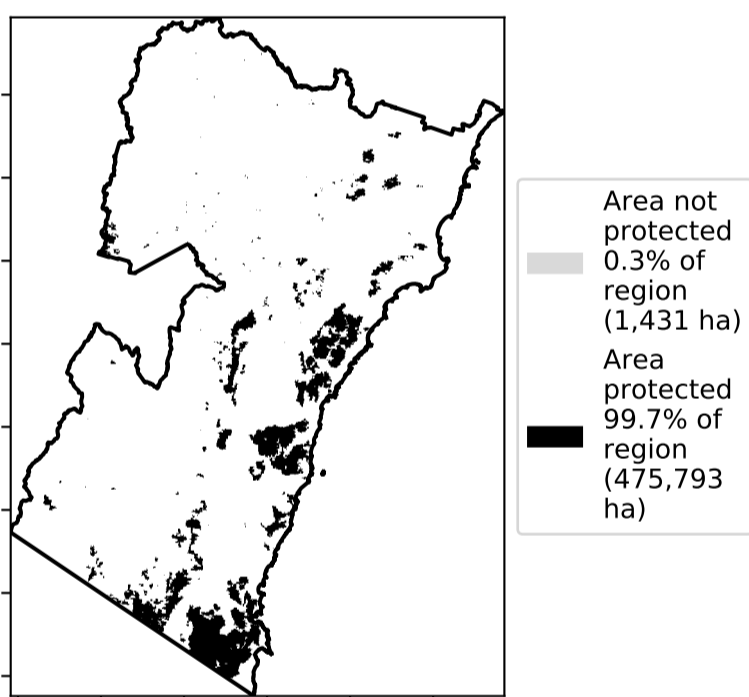 Area not
protected
0.3% of
region
(1,431 ha)
Area
protected
99.7% of
region
(475,793
ha)